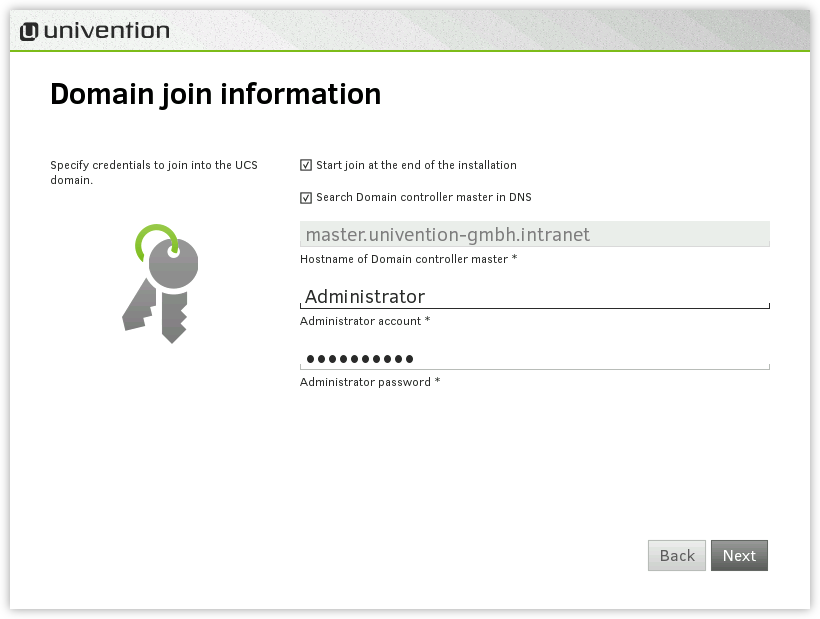 univention
Domain join information
Specify credentials to join into the UCS
domain.
Start join at the end of the installation
Search Domain controller master in DNS
master.univention-gmbh.intranet
Hostname of Domain controller master *
Administrator
Administrator account *
●●●●●●●●●●
Administrator password *
Back
Next